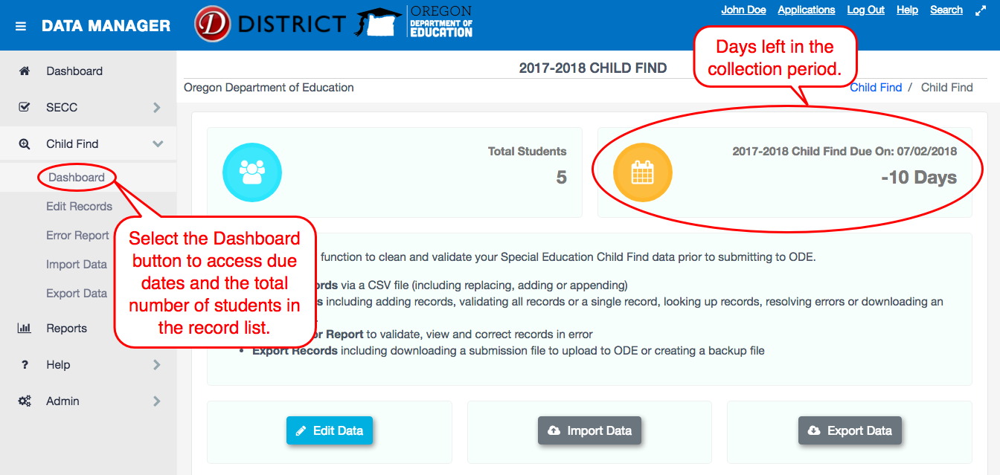 DATA MANAGER
D DISTRICT
OREGON
DEPARTMENT OF
EDUCATION
John Doe Applications Log Out Help Search
Days left in the
collection period.
Dashboard
SECC
Child Find
Dashboard
Edit Records
Error Report
Import Data
Export Data
Reports
? Help
Admin
Select the Dashboard
button to access due
dates and the total
number of students in
the record list.
2017-2018 CHILD FIND
Oregon Department of Education
Child Find / Child Find
Total Students
5
2017-2018 Child Find Due On: 07/02/2018
-10 Days
function to clean and validate your Special Education Child Find data prior to submitting to ODE.
via a CSV file (including replacing, adding or appending)
including adding records, validating all records or a single record, looking up records, resolving errors or downloading an
Report to validate, view and correct records in error
• Export Records including downloading a submission file to upload to ODE or creating a backup file
Edit Data
Import Data
Export Data